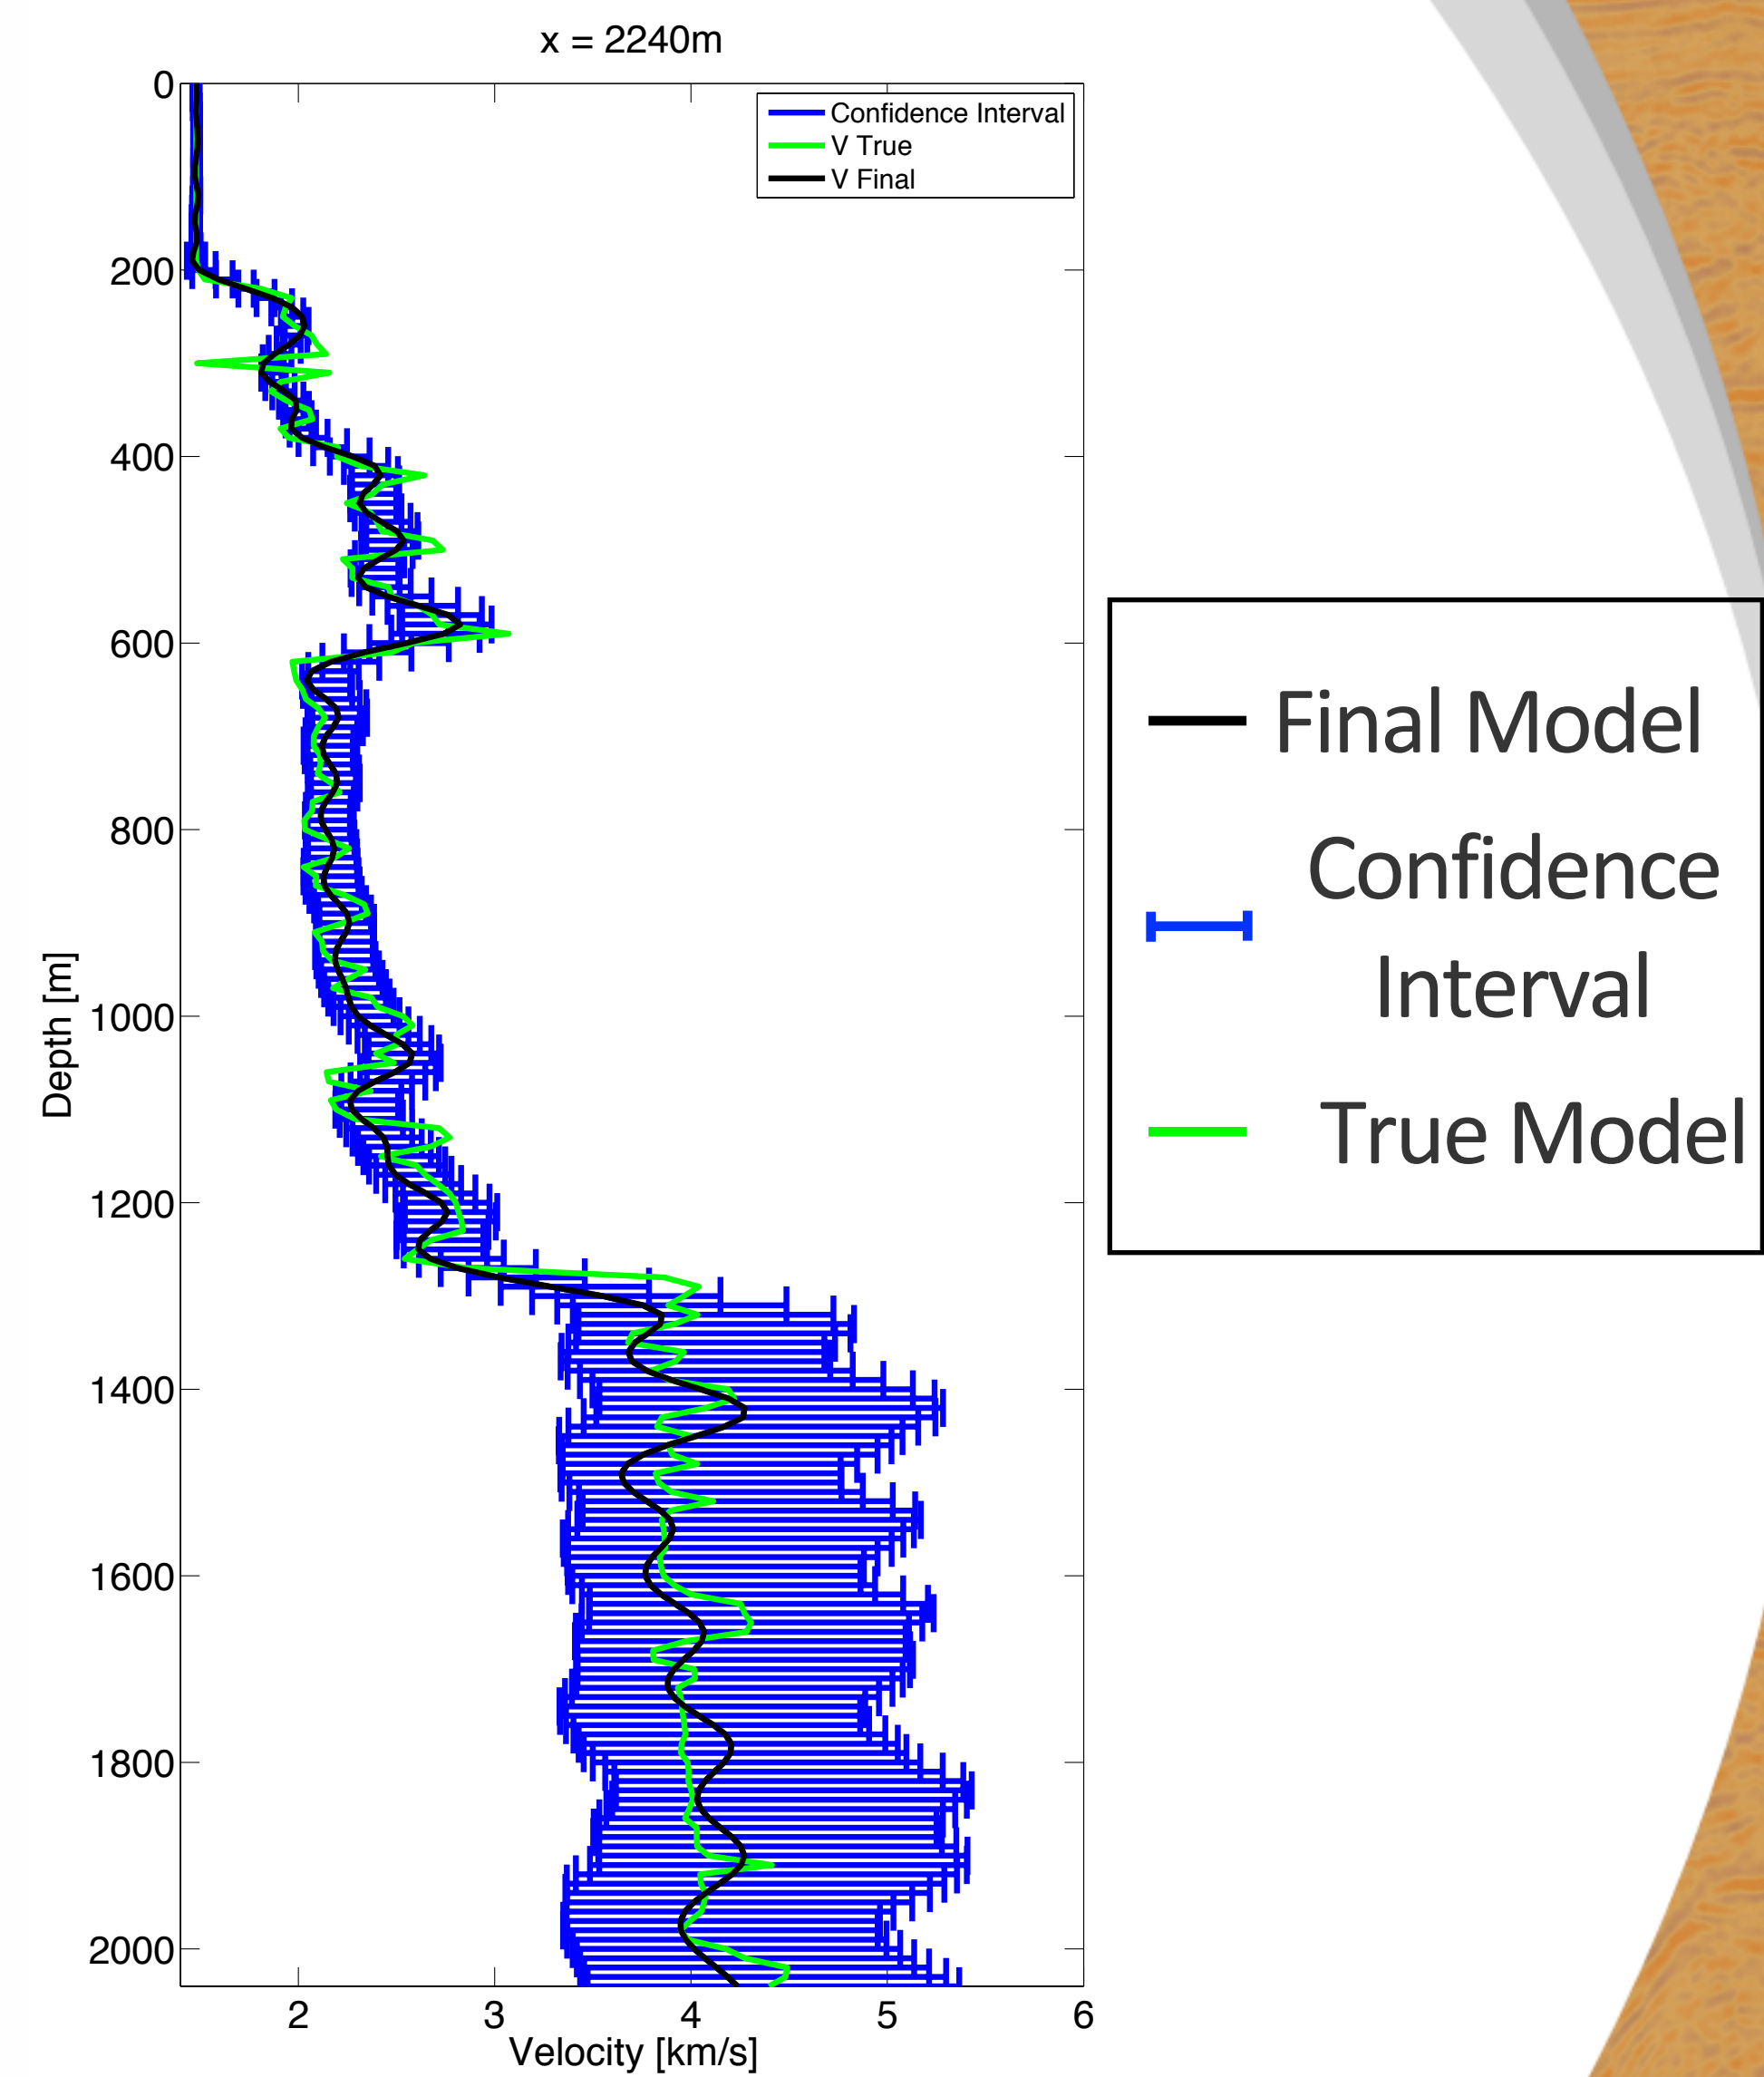 x = 2240m
0
200
400
600
800
1000
1200
1400
1600
1800
2000
Depth [m]
Confidence Interval
V True
V Final
2
3
4
5
6
Velocity [km/s]
Final Model
Confidence
Interval
True Model